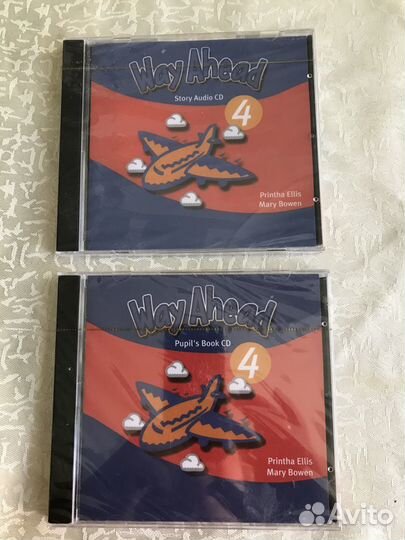 Way Ahead
Story Audio CD
4
Printha Ellis
Mary Bowen
Way Ahead
Pupil's Book CD
4
Printha Ellis
Mary Bowen
Avito